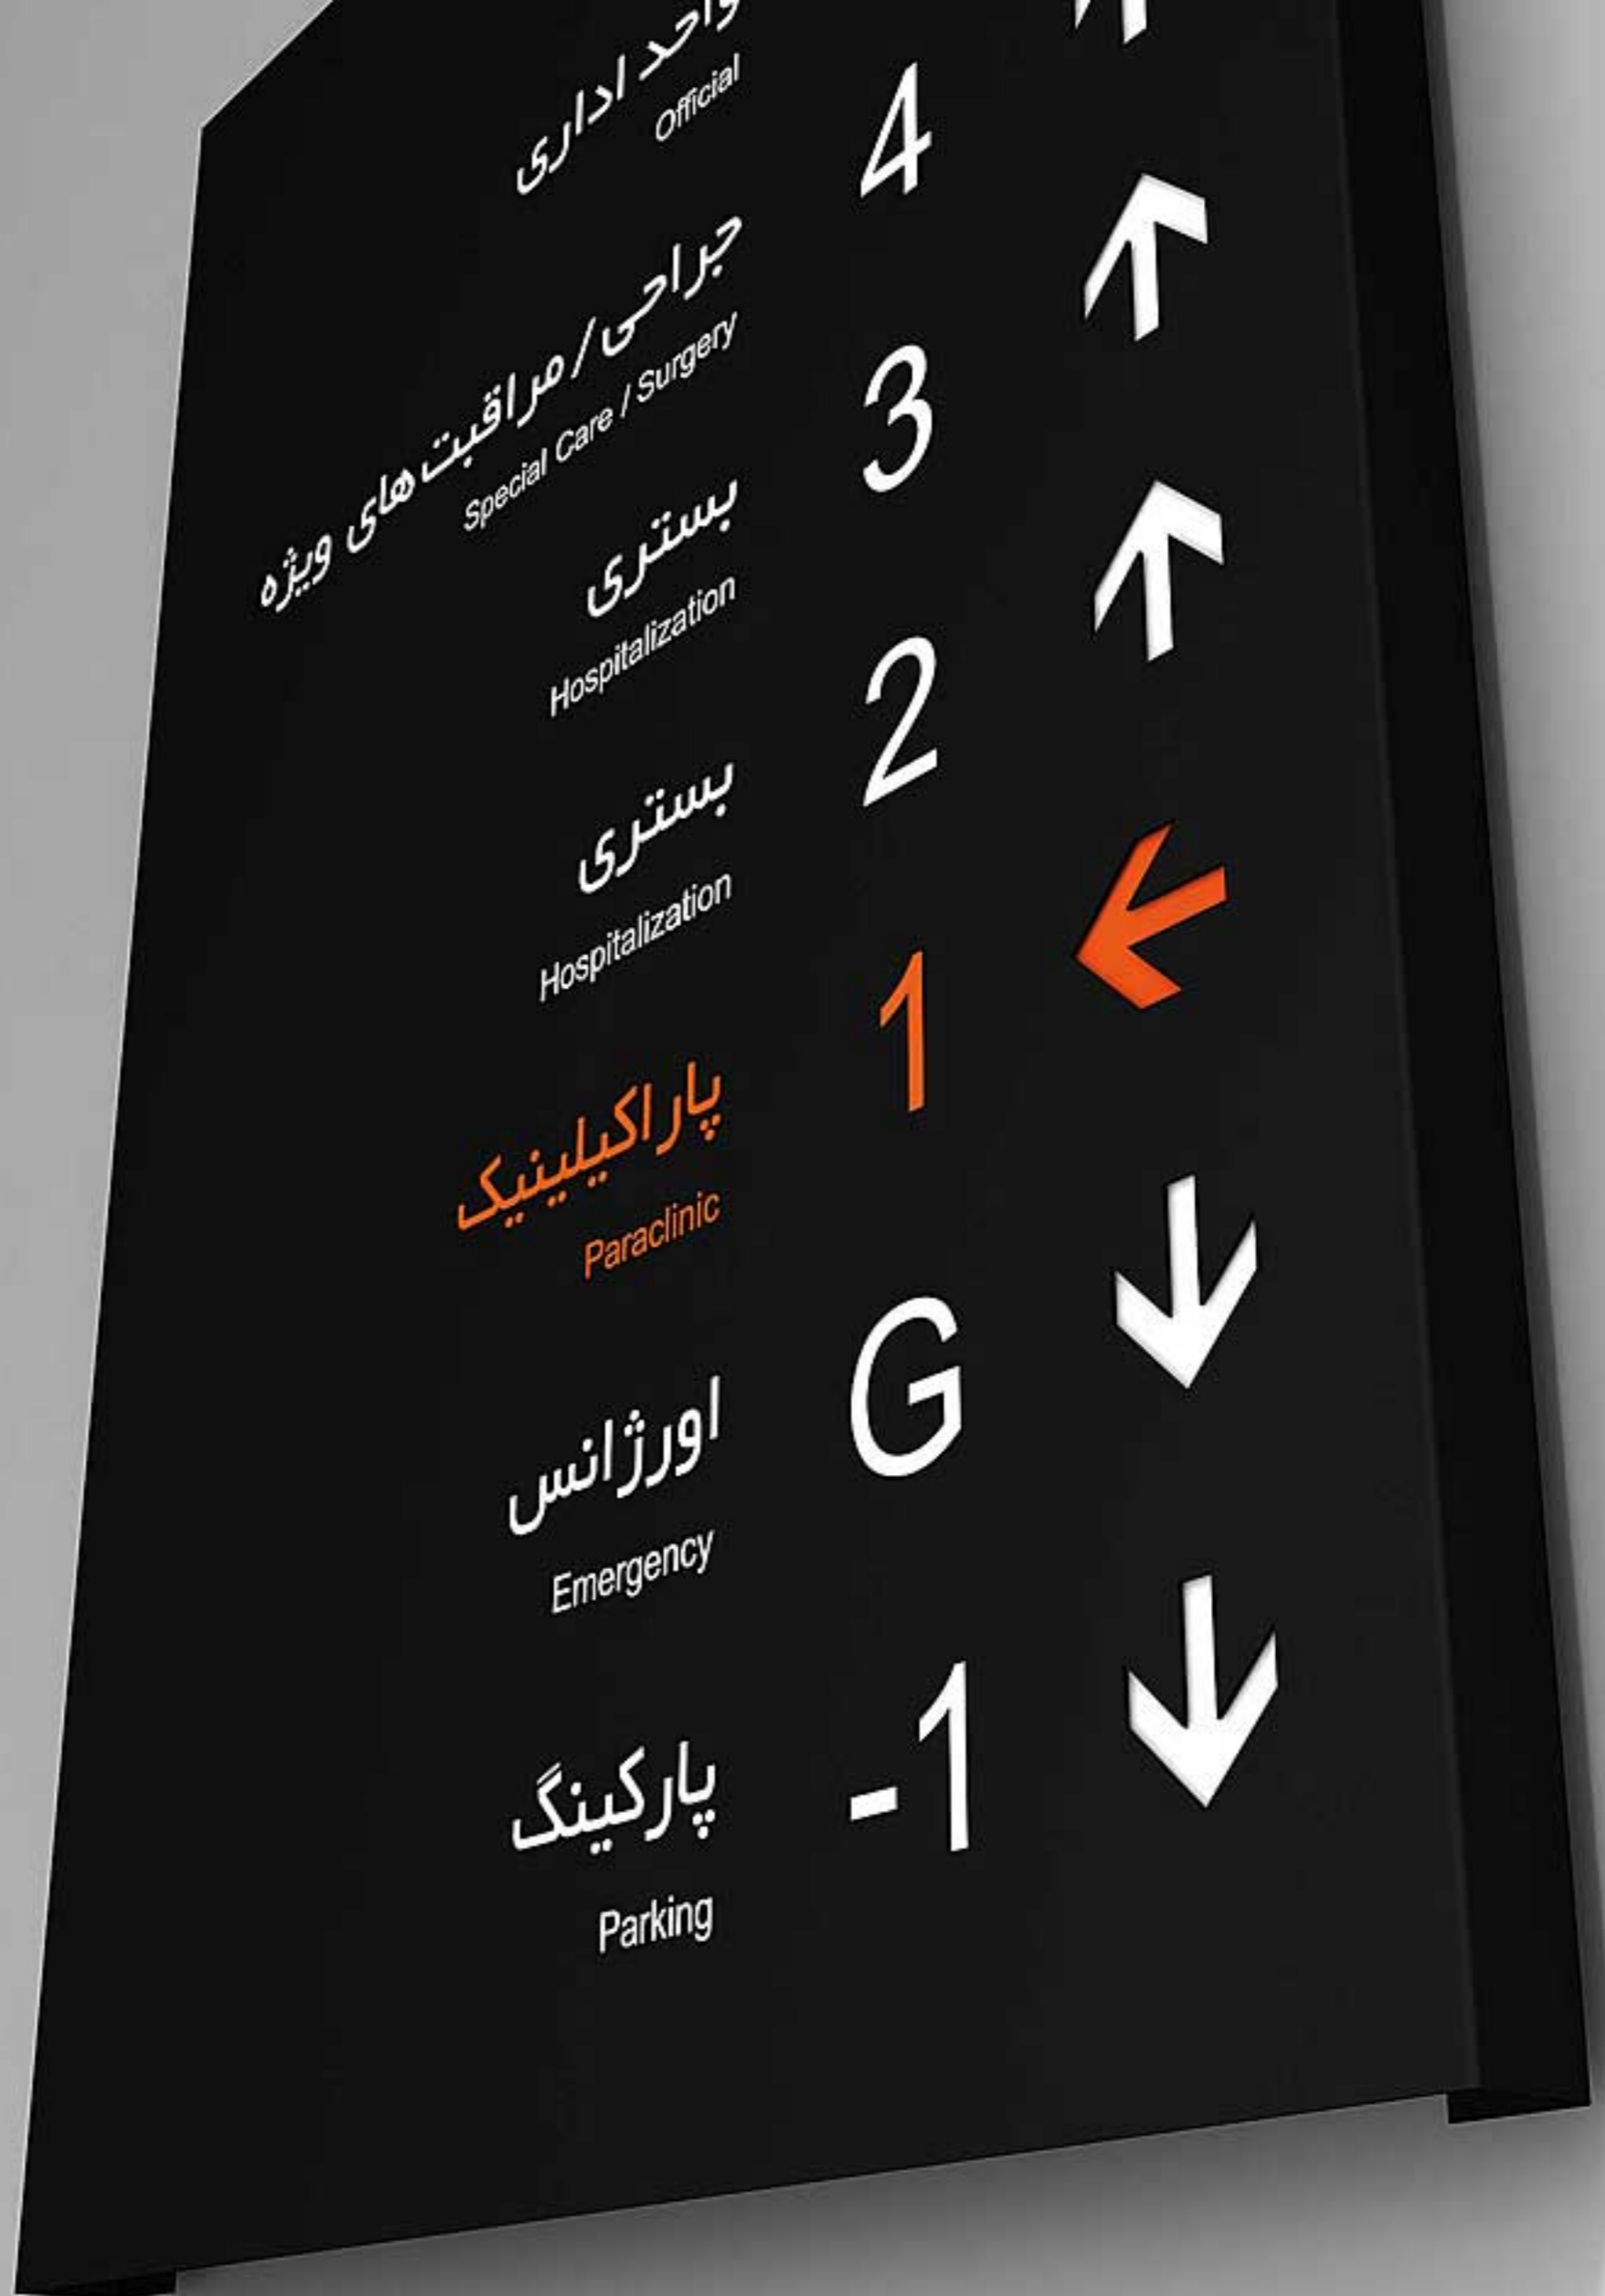 واحد اداری
Official
4
جراحی/مراقبت‌های ویژه
Special Care / Surgery
3
بستری
Hospitalization
2
بستری
Hospitalization
1
پاراکیلینیک
Paraclinic
G
اورژانس
Emergency
-1
پارکینگ
Parking